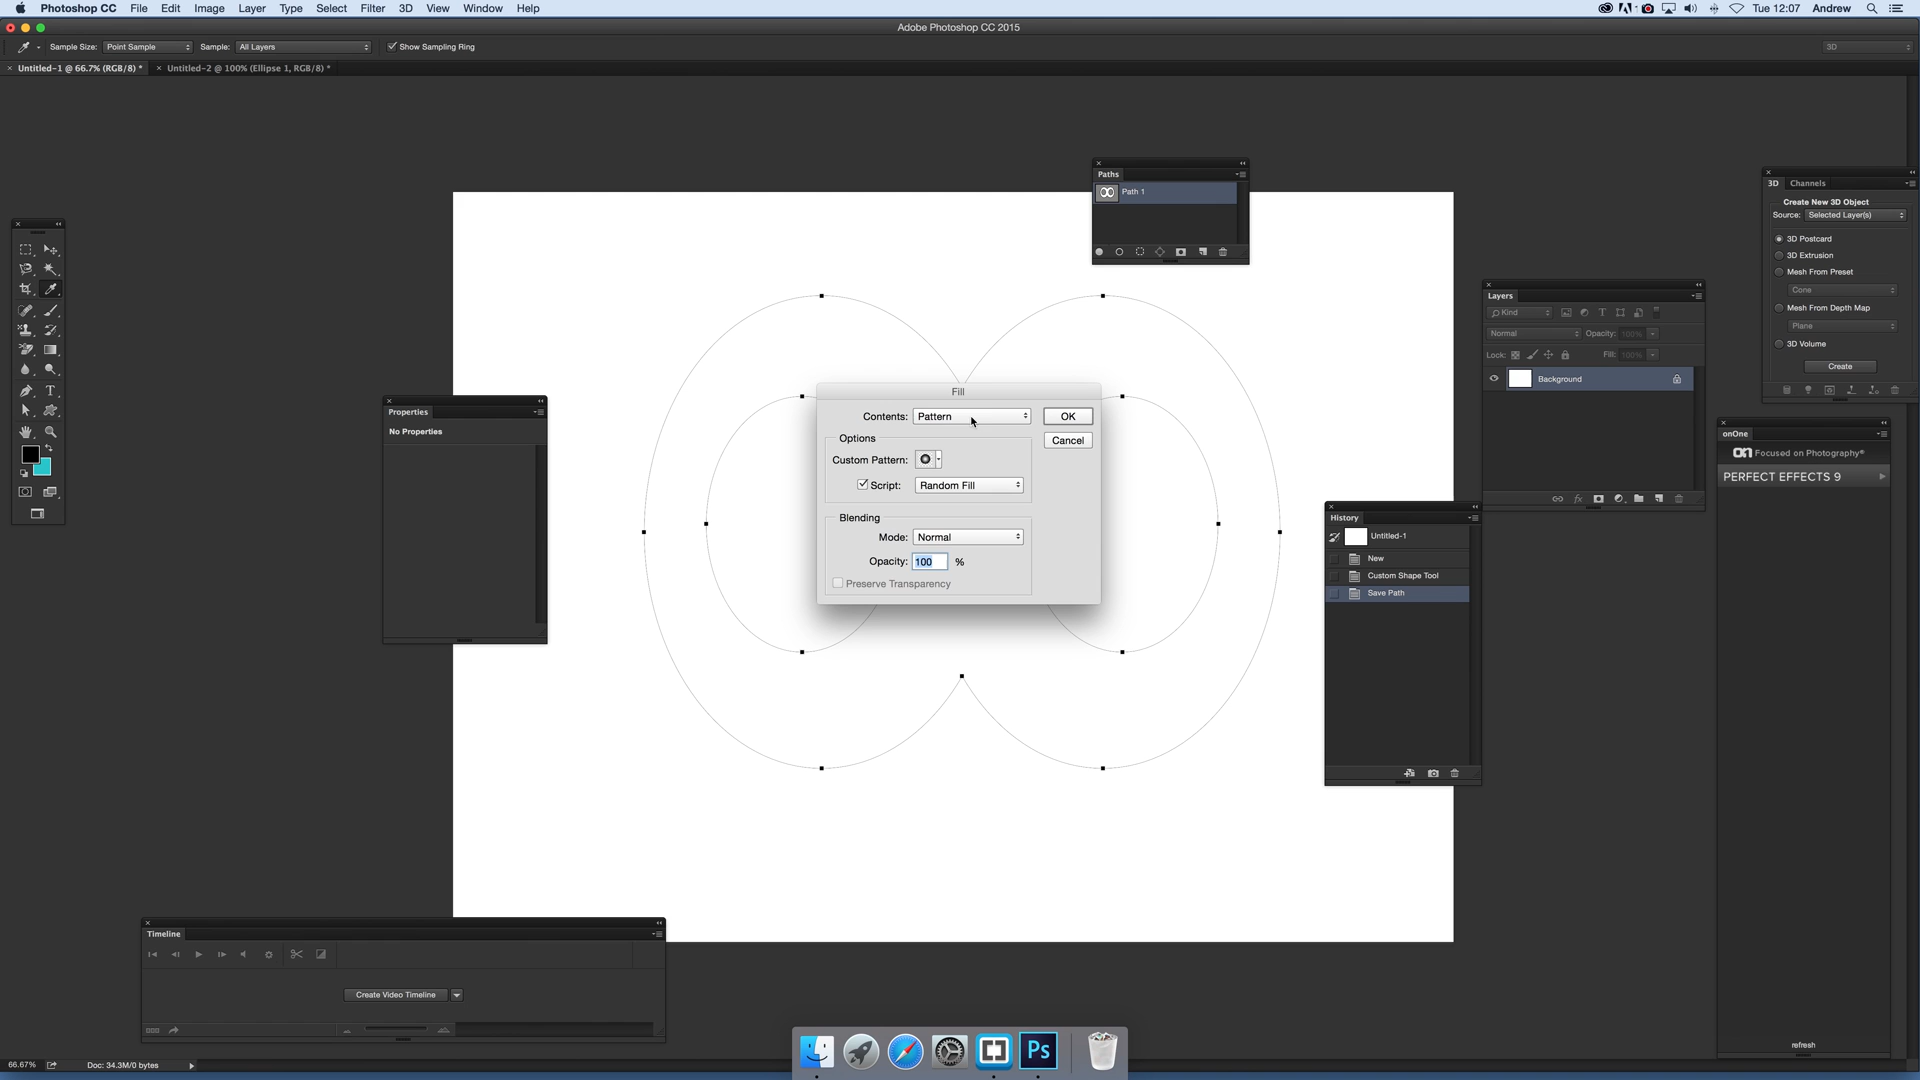 Photoshop CC File Edit Image Layer Type Select Filter 3D View Window Help Tue 12:07 Andrew
Adobe Photoshop CC 2015
Sample Size: Point Sample Sample: All Layers Show Sampling Ring 3D
Untitled-1 @ 66.7% (RGB/8) * Untitled-2 @ 100% (Ellipse 1, RGB/8) *
Paths
Path 1
3D Channels
Create New 3D Object
Source: Selected Layer(s)
3D Postcard
3D Extrusion
Mesh From Preset
Cone
Mesh From Depth Map
Plane
3D Volume
Create
Layers
Kind
Normal Opacity: 100%
Lock: Fill: 100%
Background
Properties
No Properties
Fill
Contents: Pattern OK
Options Cancel
Custom Pattern:
Script: Random Fill
Blending
Mode: Normal
Opacity: 100 %
Preserve Transparency
onOne
on Focused on Photography®
PERFECT EFFECTS 9
refresh
History
Untitled-1
New
Custom Shape Tool
Save Path
Timeline
Create Video Timeline
66.67% Doc: 34.3M/0 bytes
Ps